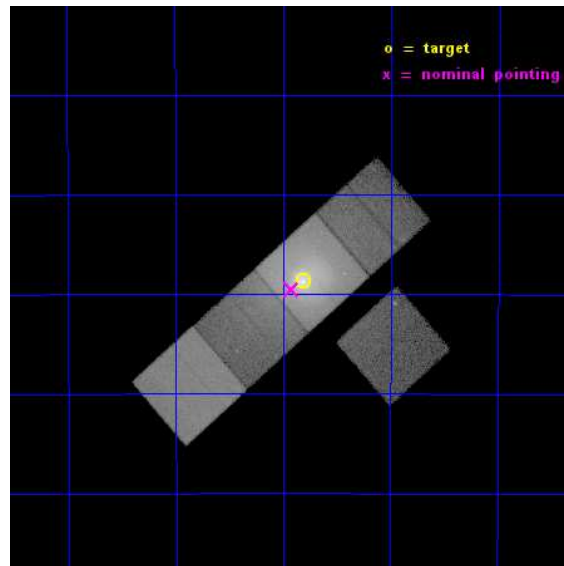 o = target
x = nominal pointing